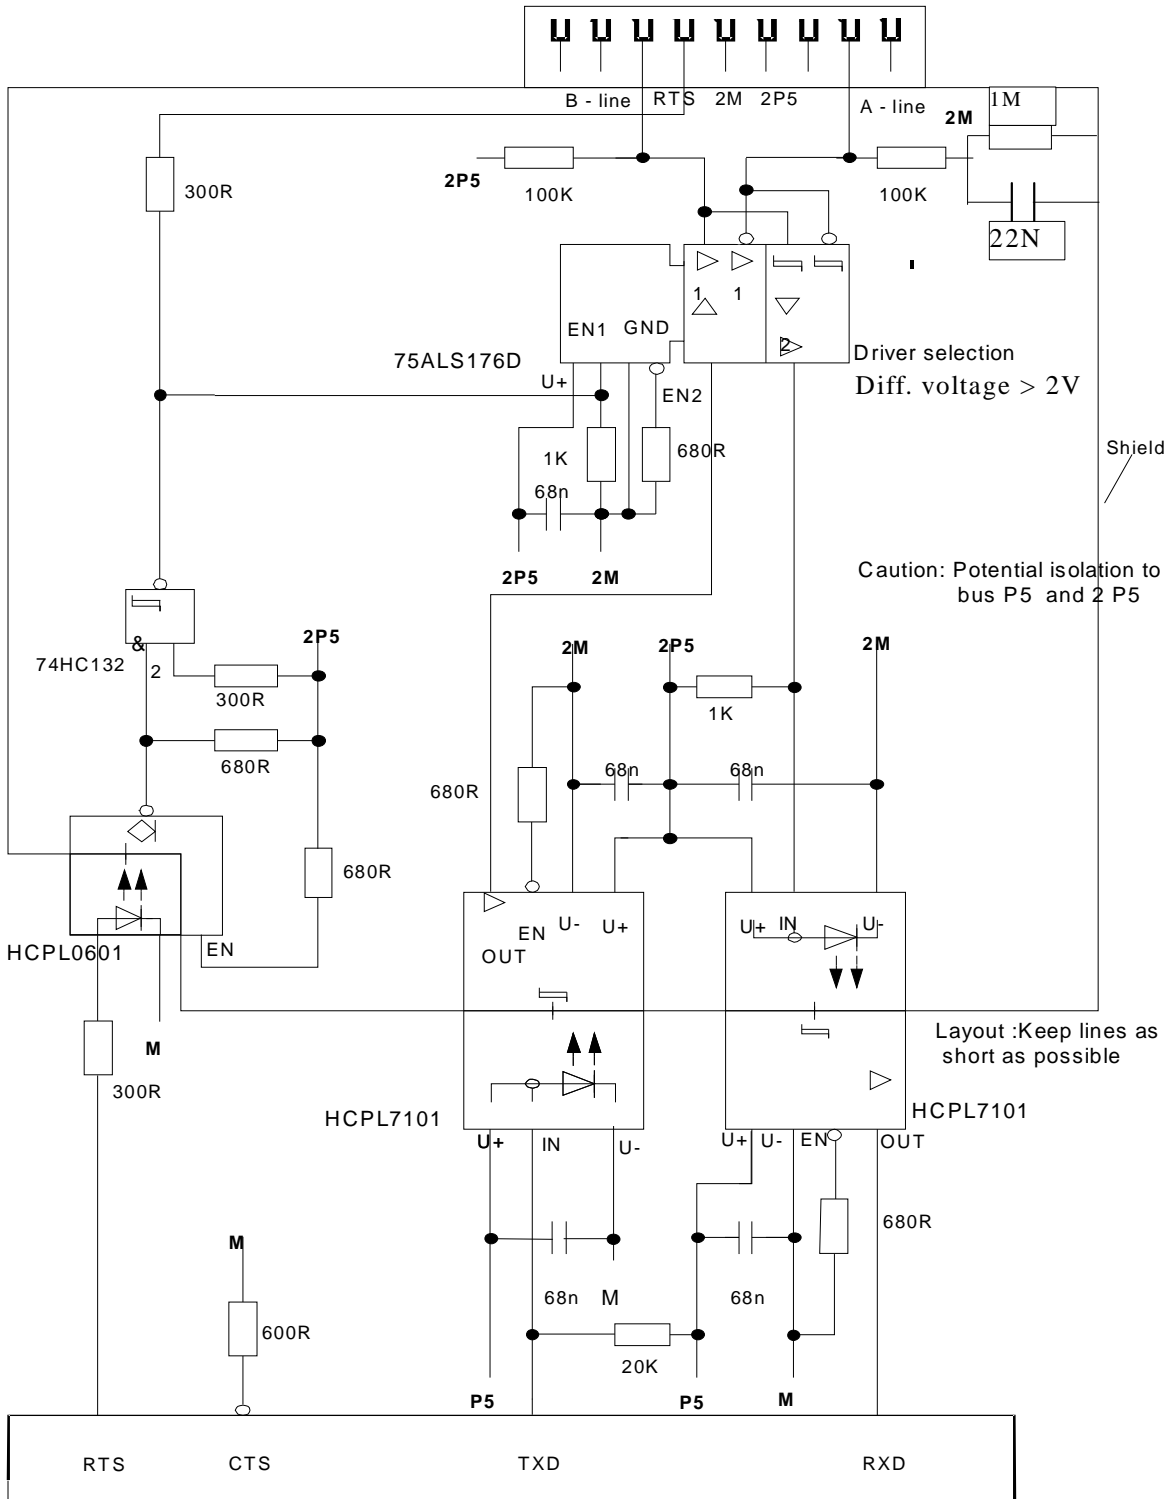 B - line RTS 2M 2P5 A - line
1M
2M
2P5
300R
100K
100K
22N
1 1
EN1 GND
2
Driver selection
75ALS176D
U+
EN2
Diff. voltage > 2V
1K
680R
68n
Shield
2P5 2M
Caution: Potential isolation to
bus P5 and 2 P5
&
2P5
2M 2P5 2M
74HC132 2
300R
1K
680R
68n 68n
680R
680R
HCPL0601
EN
U- U+
EN
OUT
U+ IN U-
M
300R
Layout :Keep lines as
short as possible
HCPL7101
HCPL7101
U+ IN U-
U+ U- EN OUT
680R
M
68n M 68n
600R
20K
P5 P5 M
RTS CTS TXD RXD